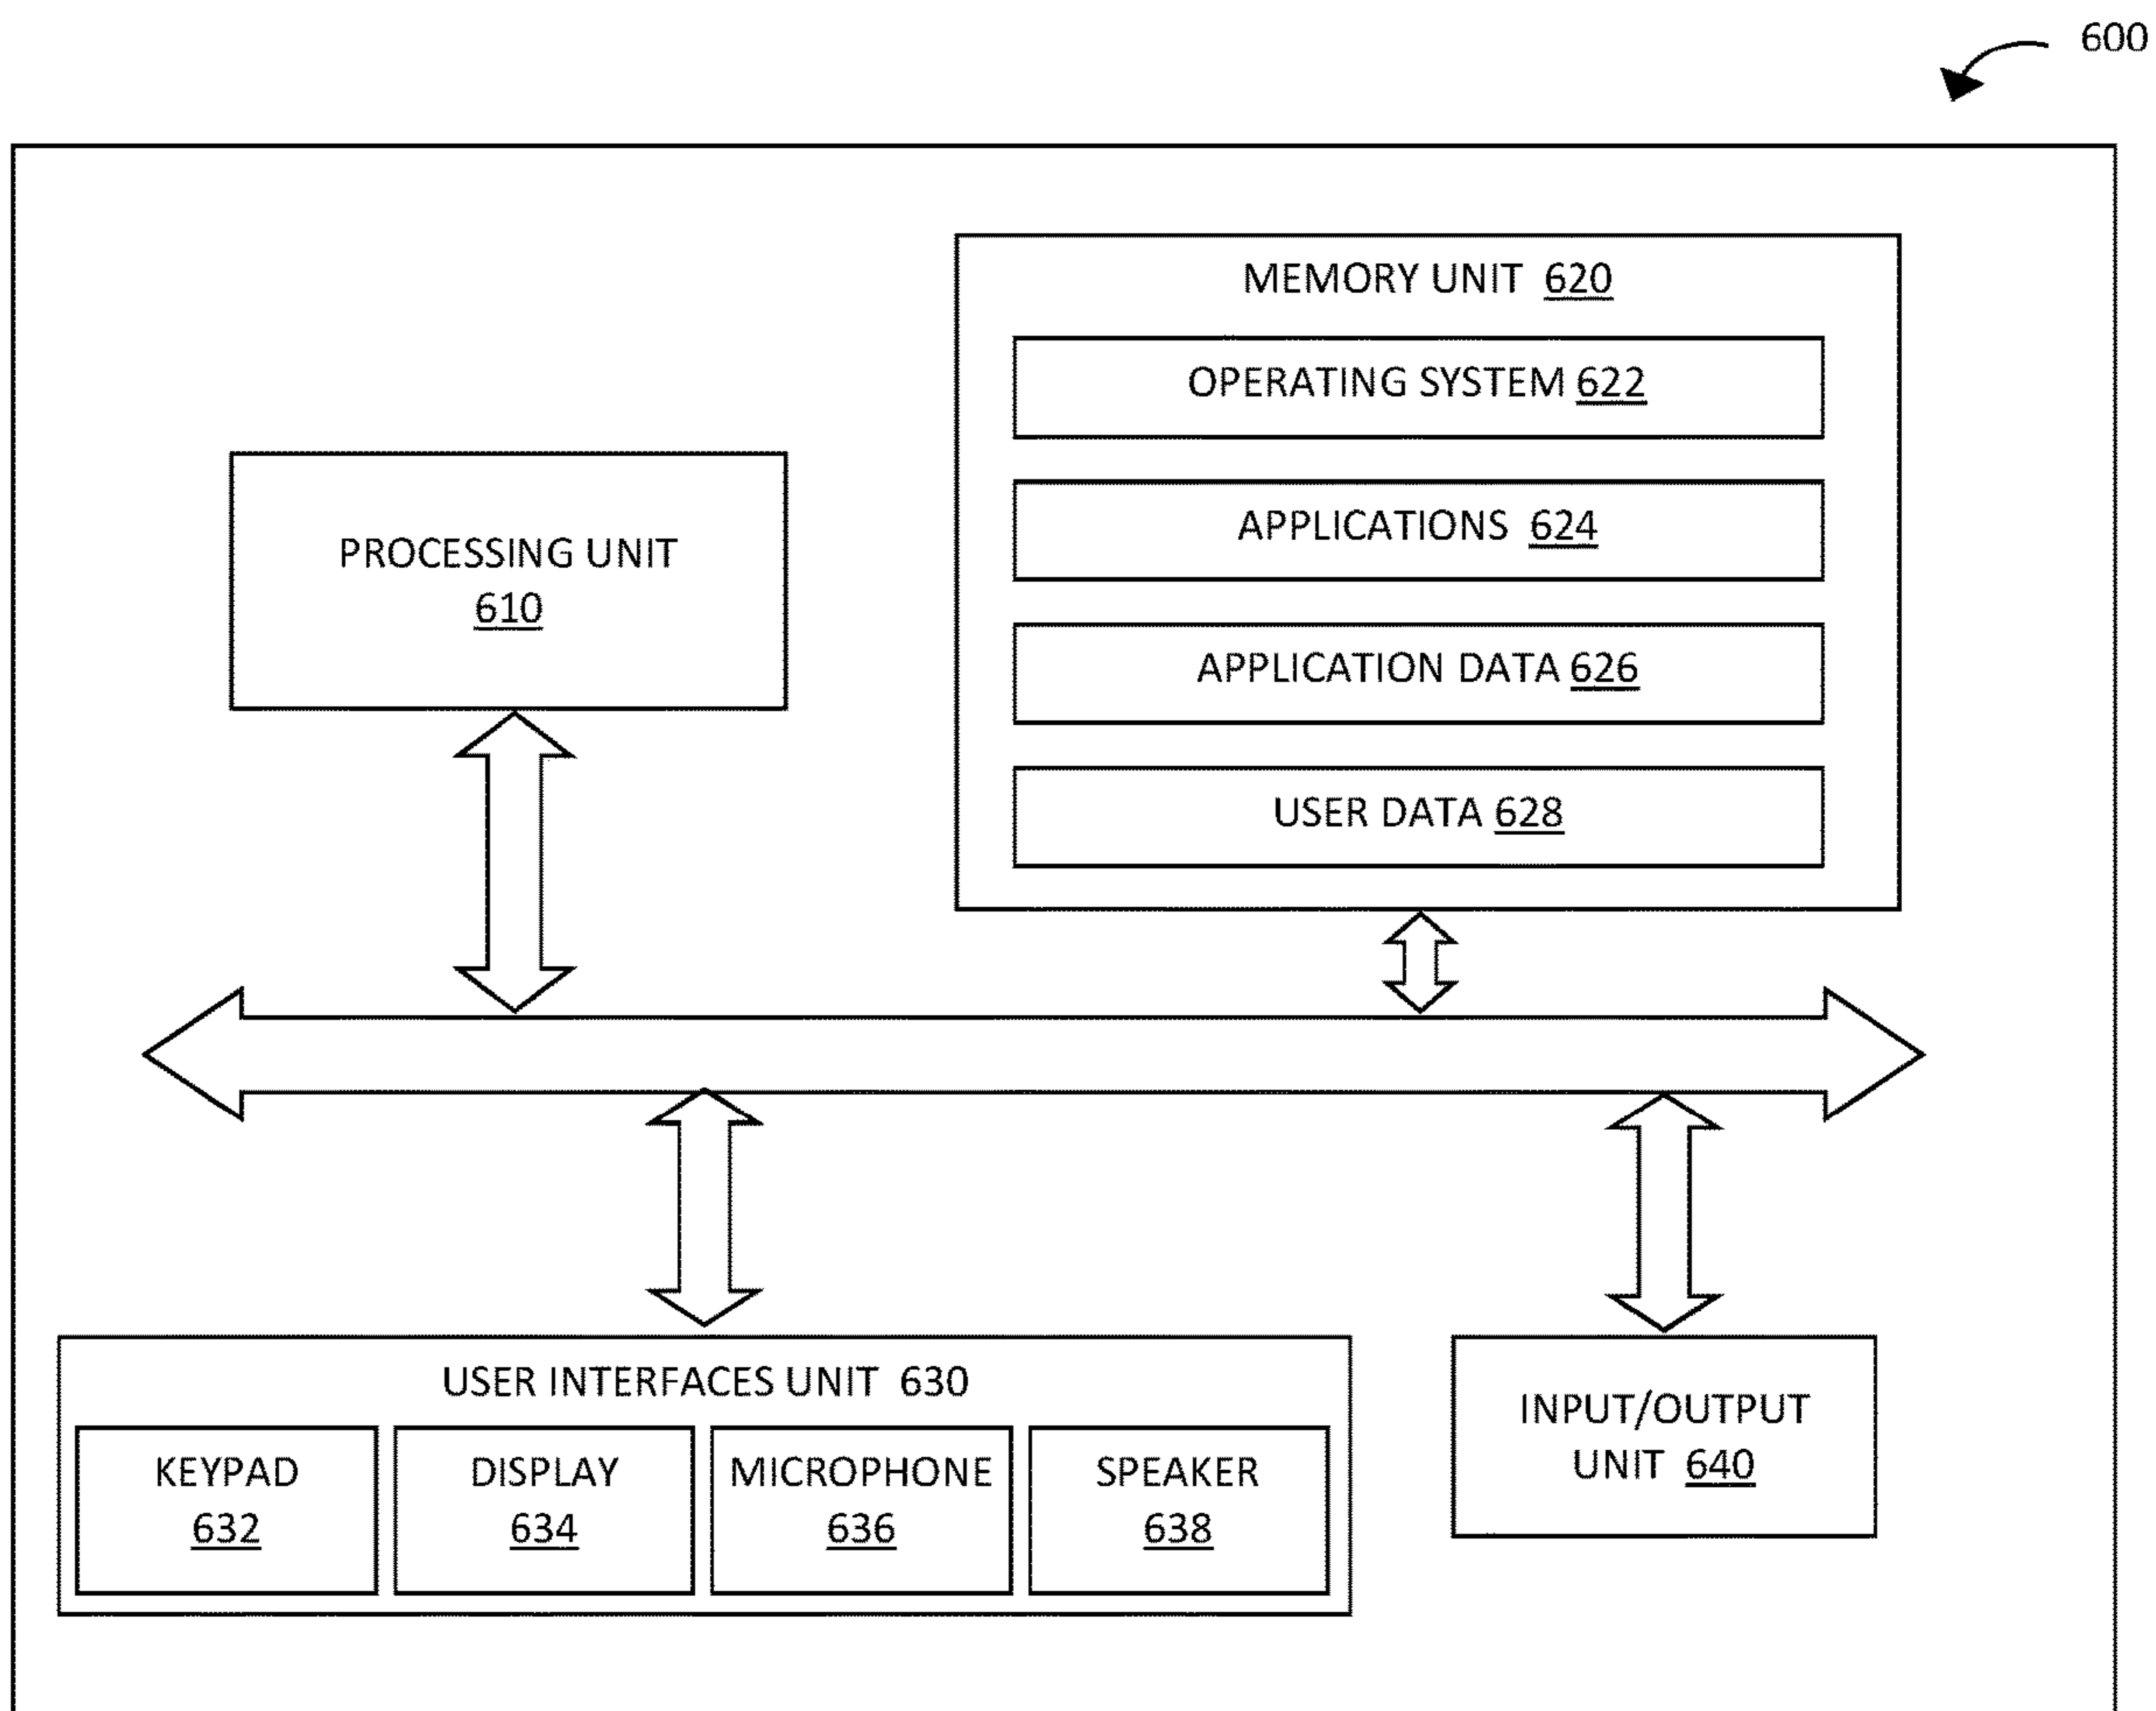 600
MEMORY UNIT 620
OPERATING SYSTEM 622
APPLICATIONS 624
APPLICATION DATA 626
USER DATA 628
PROCESSING UNIT
610
USER INTERFACES UNIT 630
KEYPAD
632
DISPLAY
634
MICROPHONE
636
SPEAKER
638
INPUT/OUTPUT
UNIT 640